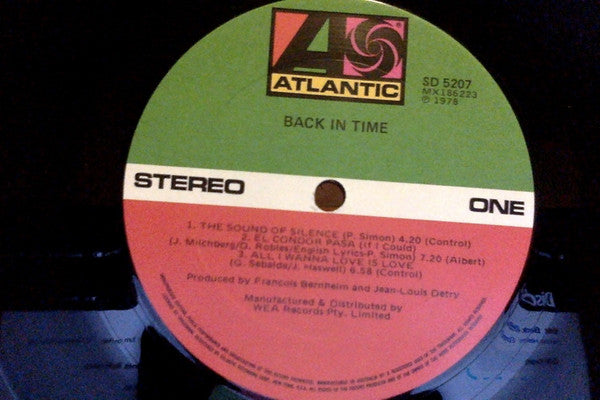 ATLANTIC
®
SD 5207
MX186223
℗ 1978
BACK IN TIME
STEREO
ONE
1. THE SOUND OF SILENCE (P. Simon) 4.20 (Control)
2. EL CONDOR PASA (If I Could)
(J. Milchberg/D. Robles/English Lyrics-P. Simon) 7.20 (Albert)
3. ALL I WANNA LOVE IS LOVE
(G. Sebaldo/J. Haswell) 6.58 (Control)
Produced by Francois Bernheim and Jean-Louis Detry
Manufactured & Distributed by
WEA Records Pty. Limited.